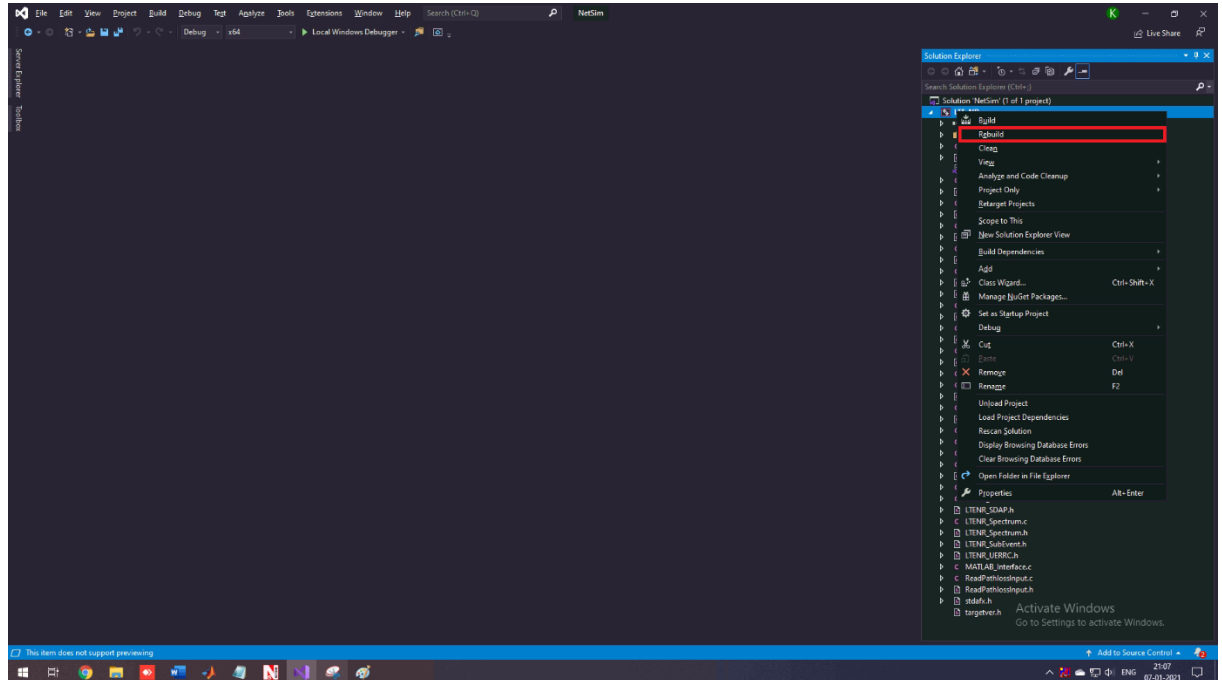 File Edit View Project Build Debug Test Analyze Tools Extensions Window Help Search (Ctrl+Q) NetSim K
Debug x64 Local Windows Debugger Live Share
Server Explorer
Toolbox
Solution Explorer
Search Solution Explorer (Ctrl+;)
Solution 'NetSim' (1 of 1 project)
Build
Rebuild
Clean
View
Analyze and Code Cleanup
Project Only
Retarget Projects
Scope to This
New Solution Explorer View
Build Dependencies
Add
Class Wizard... Ctrl+Shift+X
Manage NuGet Packages...
Set as Startup Project
Debug
Cut Ctrl+X
Paste Ctrl+V
Remove Del
Rename F2
Unload Project
Load Project Dependencies
Rescan Solution
Display Browsing Database Errors
Clear Browsing Database Errors
Open Folder in File Explorer
Properties Alt+Enter
LTENR_SDAP.h
LTENR_Spectrum.c
LTENR_Spectrum.h
LTENR_SubEvent.h
LTENR_UERRC.h
MATLAB_Interface.c
ReadPathlossInput.c
ReadPathlossInput.h
stdafx.h
targetver.h
Activate Windows
Go to Settings to activate Windows.
This item does not support previewing Add to Source Control 2
ENG 21:07
07-01-2021